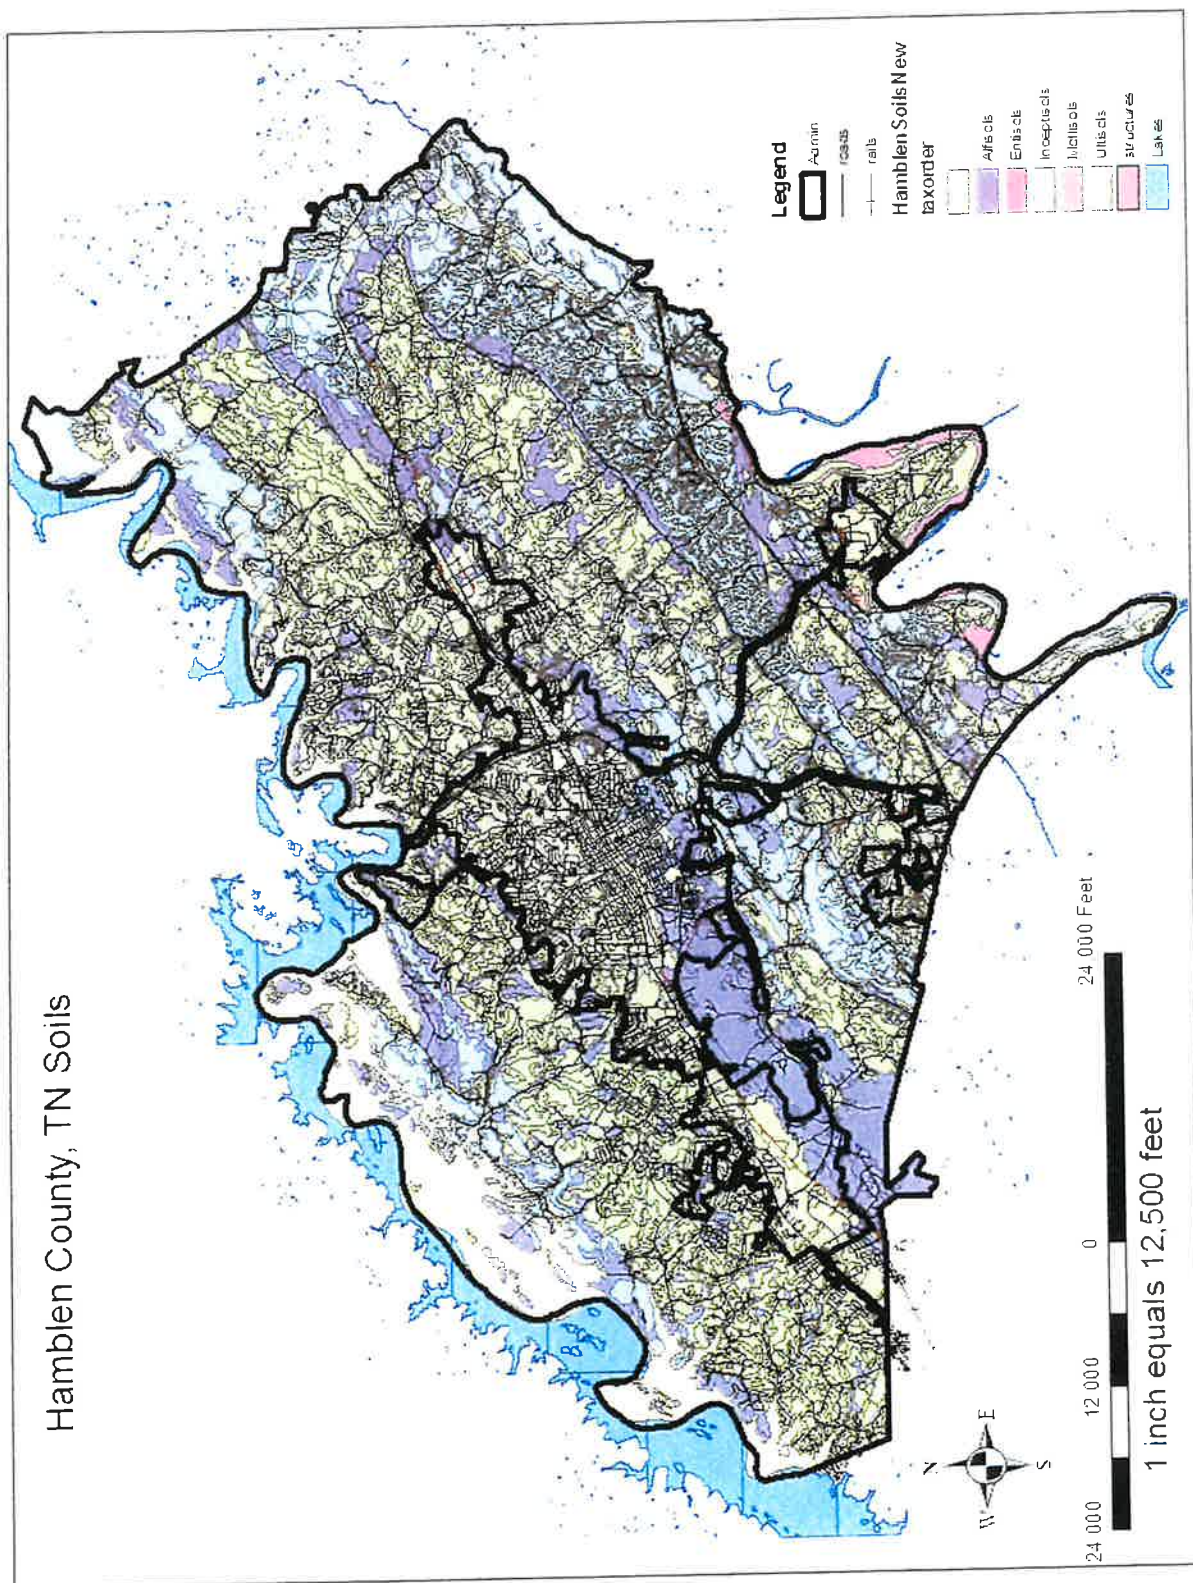 Hamblen County, TN Soils
Legend
Admin
roads
rails
Hamblen Soils New
taxorder
Alfisols
Entisols
Inceptisols
Mollisols
Ultisols
structures
Lakes
N
W
E
S
24 000
12 000
0
24 000 Feet
1 inch equals 12,500 feet